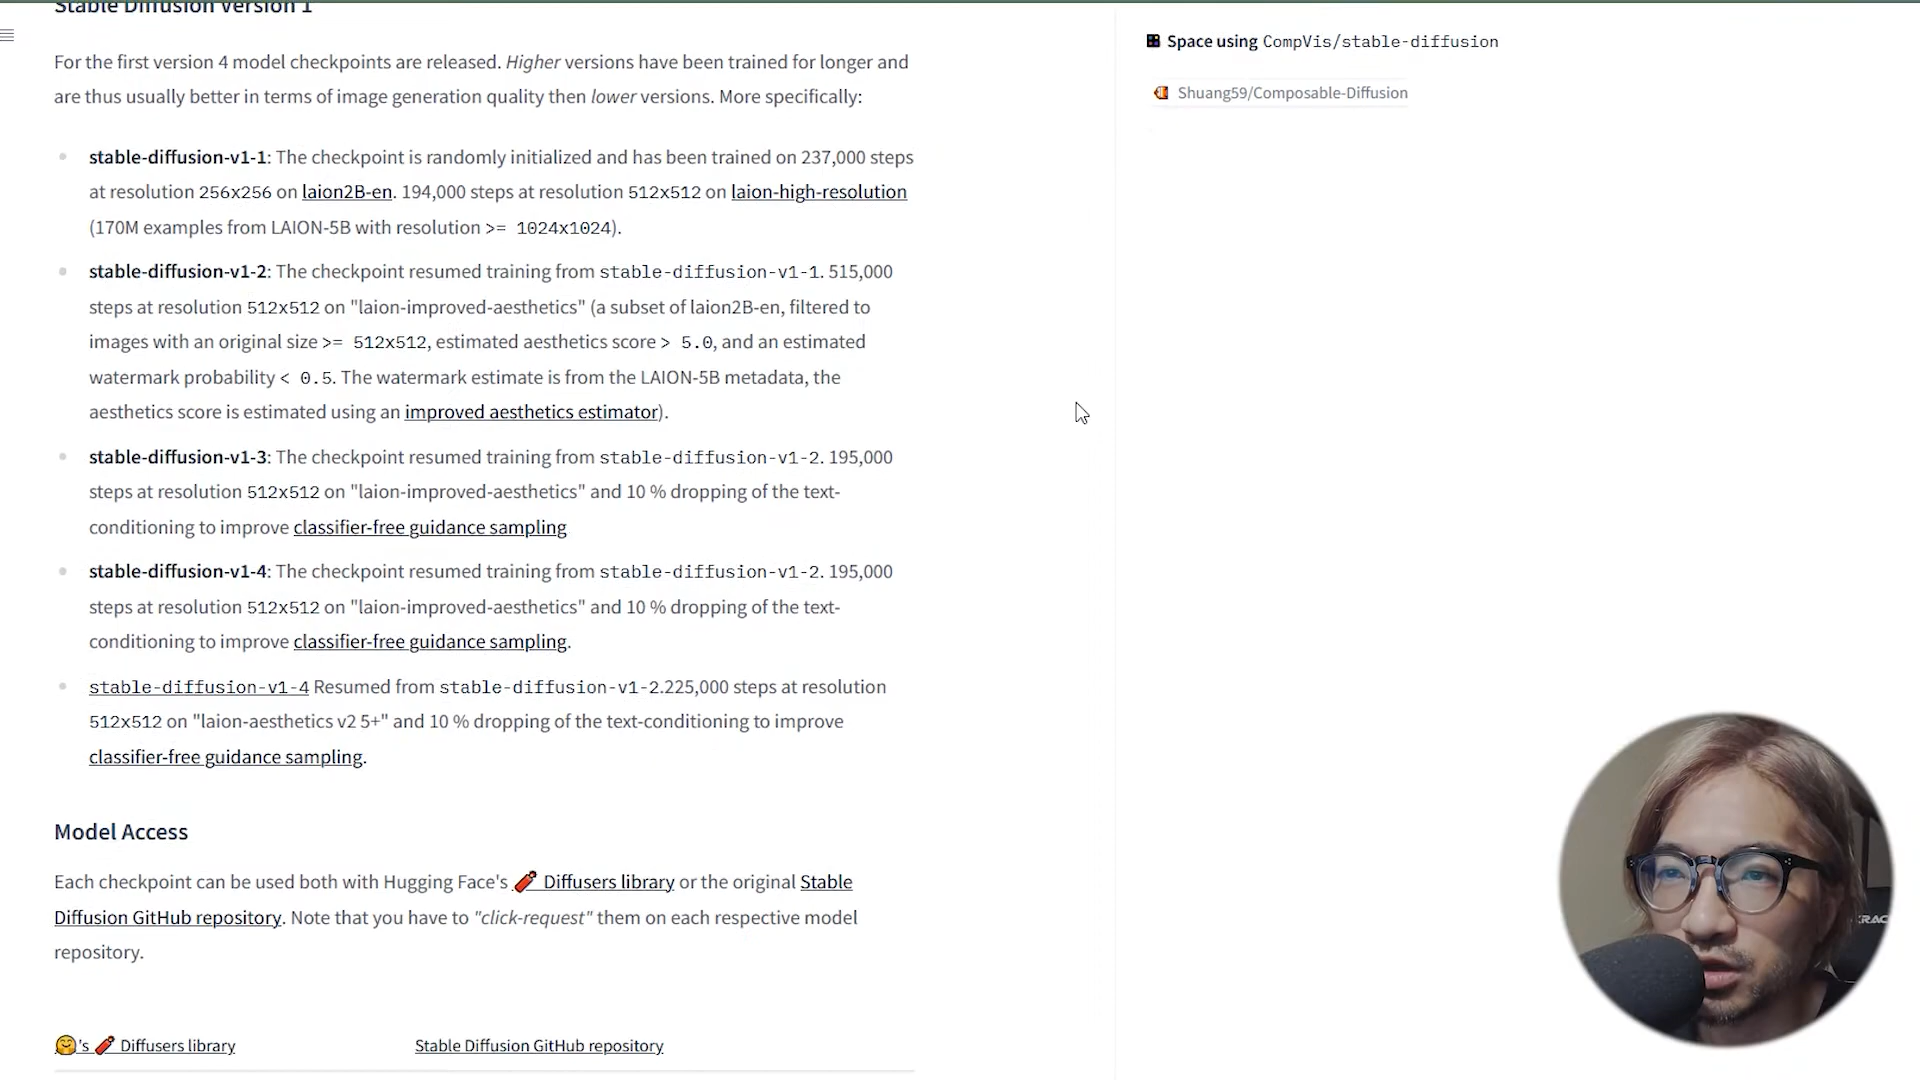 Stable Diffusion Version 1
For the first version 4 model checkpoints are released. Higher versions have been trained for longer and
are thus usually better in terms of image generation quality then lower versions. More specifically:
stable-diffusion-v1-1: The checkpoint is randomly initialized and has been trained on 237,000 steps
at resolution 256x256 on laion2B-en. 194,000 steps at resolution 512x512 on laion-high-resolution
(170M examples from LAION-5B with resolution >= 1024x1024).
stable-diffusion-v1-2: The checkpoint resumed training from stable-diffusion-v1-1. 515,000
steps at resolution 512x512 on "laion-improved-aesthetics" (a subset of laion2B-en, filtered to
images with an original size >= 512x512, estimated aesthetics score > 5.0, and an estimated
watermark probability < 0.5. The watermark estimate is from the LAION-5B metadata, the
aesthetics score is estimated using an improved aesthetics estimator).
stable-diffusion-v1-3: The checkpoint resumed training from stable-diffusion-v1-2. 195,000
steps at resolution 512x512 on "laion-improved-aesthetics" and 10 % dropping of the text-
conditioning to improve classifier-free guidance sampling
stable-diffusion-v1-4: The checkpoint resumed training from stable-diffusion-v1-2. 195,000
steps at resolution 512x512 on "laion-improved-aesthetics" and 10 % dropping of the text-
conditioning to improve classifier-free guidance sampling.
stable-diffusion-v1-4 Resumed from stable-diffusion-v1-2.225,000 steps at resolution
512x512 on "laion-aesthetics v2 5+" and 10 % dropping of the text-conditioning to improve
classifier-free guidance sampling.
Model Access
Each checkpoint can be used both with Hugging Face's 🧨 Diffusers library or the original Stable
Diffusion GitHub repository. Note that you have to "click-request" them on each respective model
repository.
🤗's 🧨 Diffusers library
Stable Diffusion GitHub repository
Space using CompVis/stable-diffusion
Shuang59/Composable-Diffusion